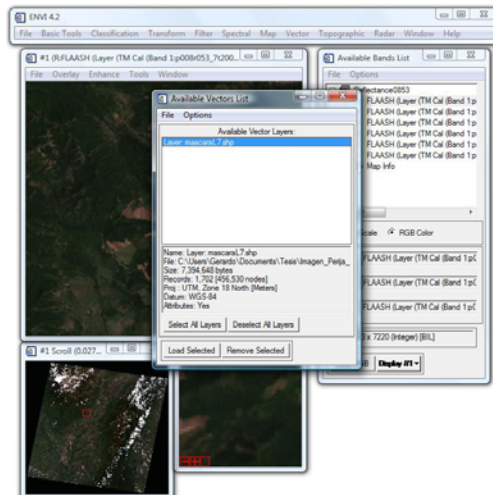 ENVI 4.2
File Basic Tools Classification Transform Filter Spectral Map Vector Topographic Radar Window Help
#1 (R:FLAASH (Layer (TM Cal (Band 1:p008r053_7t200...
File Overlay Enhance Tools Window
Available Vectors List
File Options
Available Vector Layers:
Layer: mascaraL7.shp
Name: Layer: mascaraL7.shp
File: C:\Users\Gerardo\Documents\Tesis\Imagen_Perija_
Size: 7,394,648 bytes
Records: 1,702 [456,530 nodes]
Proj : UTM, Zone 18 North [Meters]
Datum: WGS-84
Attributes: Yes
Select All Layers Deselect All Layers
Load Selected Remove Selected
Available Bands List
File Options
Reflectance0853
FLAASH (Layer (TM Cal (Band 1:p
FLAASH (Layer (TM Cal (Band 1:p
FLAASH (Layer (TM Cal (Band 1:p
FLAASH (Layer (TM Cal (Band 1:p
FLAASH (Layer (TM Cal (Band 1:p
FLAASH (Layer (TM Cal (Band 1:p
Map Info
Scale RGB Color
FLAASH (Layer (TM Cal (Band 1:p0
FLAASH (Layer (TM Cal (Band 1:p0
FLAASH (Layer (TM Cal (Band 1:p0
x 7220 (Integer) [BIL]
GB Display #1
#1 Scroll (0.027...